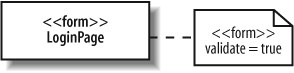 <<form>>
LoginPage
<<form>>
validate = true